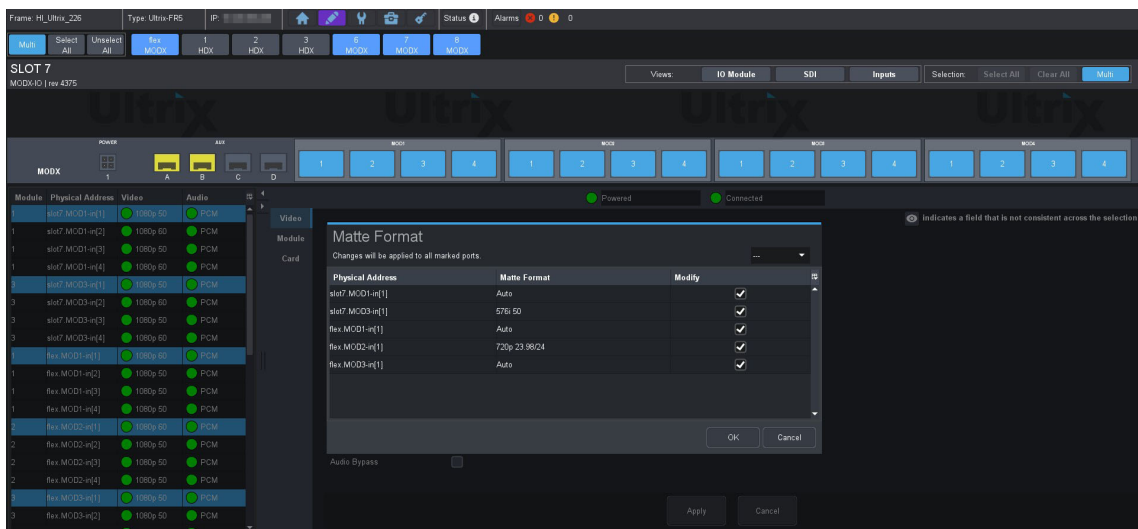 Frame: HI_Ultrix_226 Type: Ultrix-FR5 IP: Status Alarms 0 0
Multi Select All Unselect All flex MODX 1 HDX 2 HDX 3 HDX 6 MODX 7 MODX 8 MODX
SLOT 7
MODX-IO | rev 4375
Views: IO Module SDI Inputs Selection: Select All Clear All Multi
Ultrix Ultrix Ultrix Ultrix
POWER AUX MOD1 MOD2 MOD3 MOD4
MODX 1 A B C D 1 2 3 4 1 2 3 4 1 2 3 4 1 2 3 4
Powered Connected
indicates a field that is not consistent across the selection
Module Physical Address Video Audio
1 slot7.MOD1-in[1] 1080p 50 PCM
1 slot7.MOD1-in[2] 1080p 60 PCM
1 slot7.MOD1-in[3] 1080p 50 PCM
1 slot7.MOD1-in[4] 1080p 60 PCM
3 slot7.MOD3-in[1] 1080p 50 PCM
3 slot7.MOD3-in[2] 1080p 60 PCM
3 slot7.MOD3-in[3] 1080p 50 PCM
3 slot7.MOD3-in[4] 1080p 60 PCM
1 flex.MOD1-in[1] 1080p 60 PCM
1 flex.MOD1-in[2] 1080p 50 PCM
1 flex.MOD1-in[3] 1080p 50 PCM
1 flex.MOD1-in[4] 1080p 50 PCM
2 flex.MOD2-in[1] 1080p 60 PCM
2 flex.MOD2-in[2] 1080p 50 PCM
2 flex.MOD2-in[3] 1080p 50 PCM
2 flex.MOD2-in[4] 1080p 60 PCM
3 flex.MOD3-in[1] 1080p 50 PCM
3 flex.MOD3-in[2] 1080p 50 PCM
Video
Module
Card
Matte Format
Changes will be applied to all marked ports. ---
Physical Address Matte Format Modify
slot7.MOD1-in[1] Auto
slot7.MOD3-in[1] 576i 50
flex.MOD1-in[1] Auto
flex.MOD2-in[1] 720p 23.98/24
flex.MOD3-in[1] Auto
OK Cancel
Audio Bypass
Apply Cancel